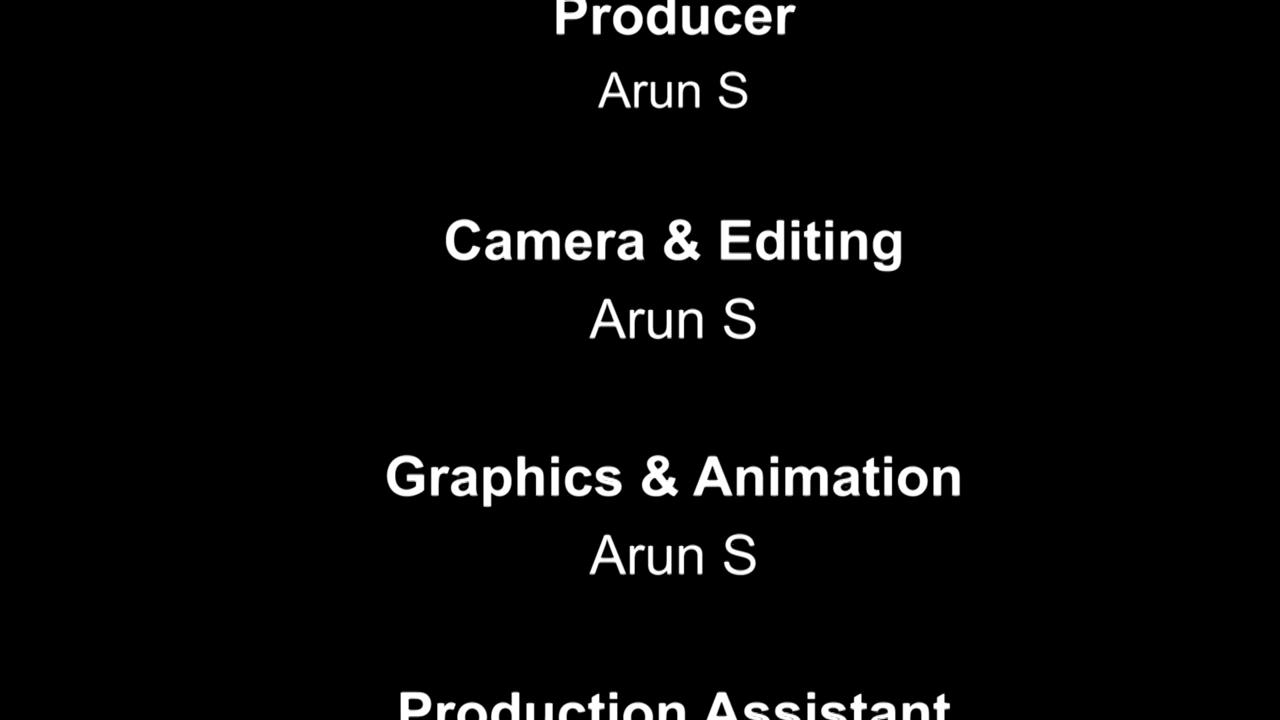 Producer
Arun S
Camera & Editing
Arun S
Graphics & Animation
Arun S
Production Assistant